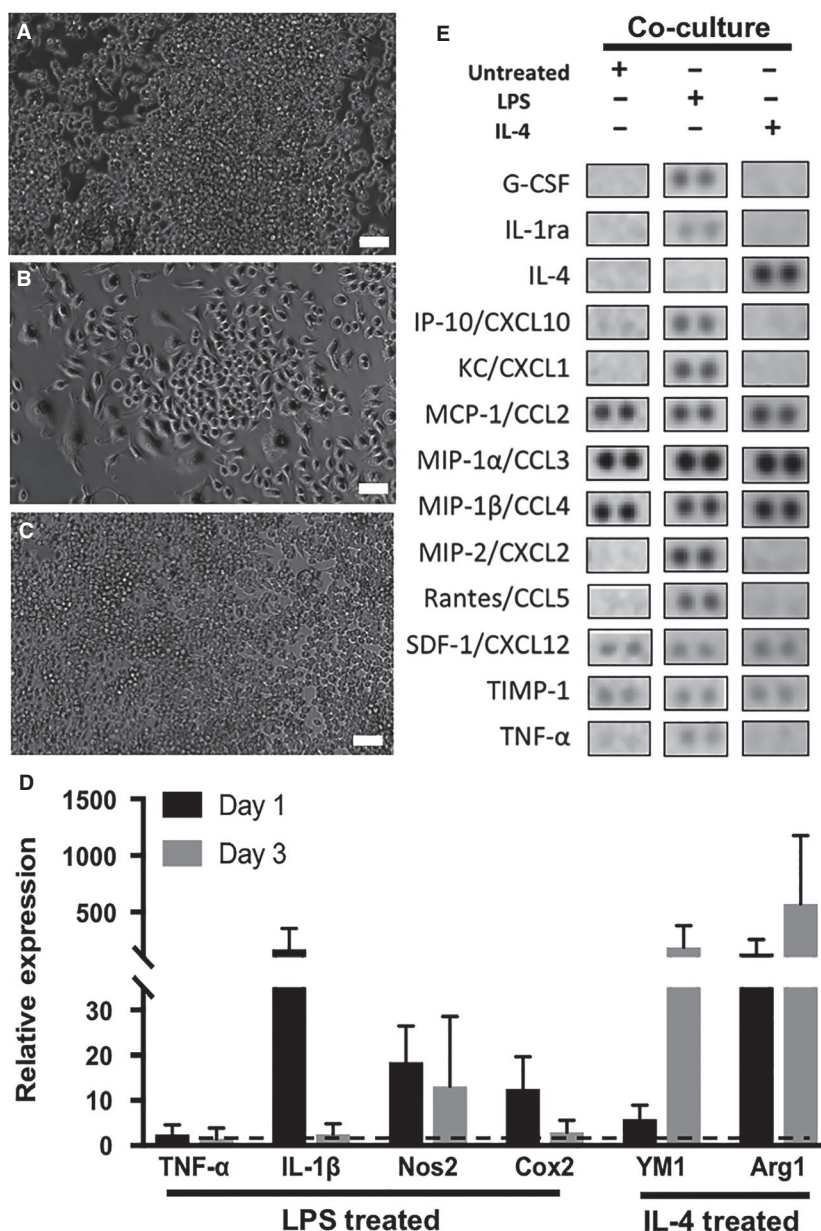 A
B
C
E
Co-culture
Untreated + – –
LPS – + –
IL-4 – – +
G-CSF
IL-1ra
IL-4
IP-10/CXCL10
KC/CXCL1
MCP-1/CCL2
MIP-1α/CCL3
MIP-1β/CCL4
MIP-2/CXCL2
Rantes/CCL5
SDF-1/CXCL12
TIMP-1
TNF-α
D
Relative expression
1500
1000
500
30
20
10
0
Day 1
Day 3
TNF-α IL-1β Nos2 Cox2 YM1 Arg1
LPS treated IL-4 treated